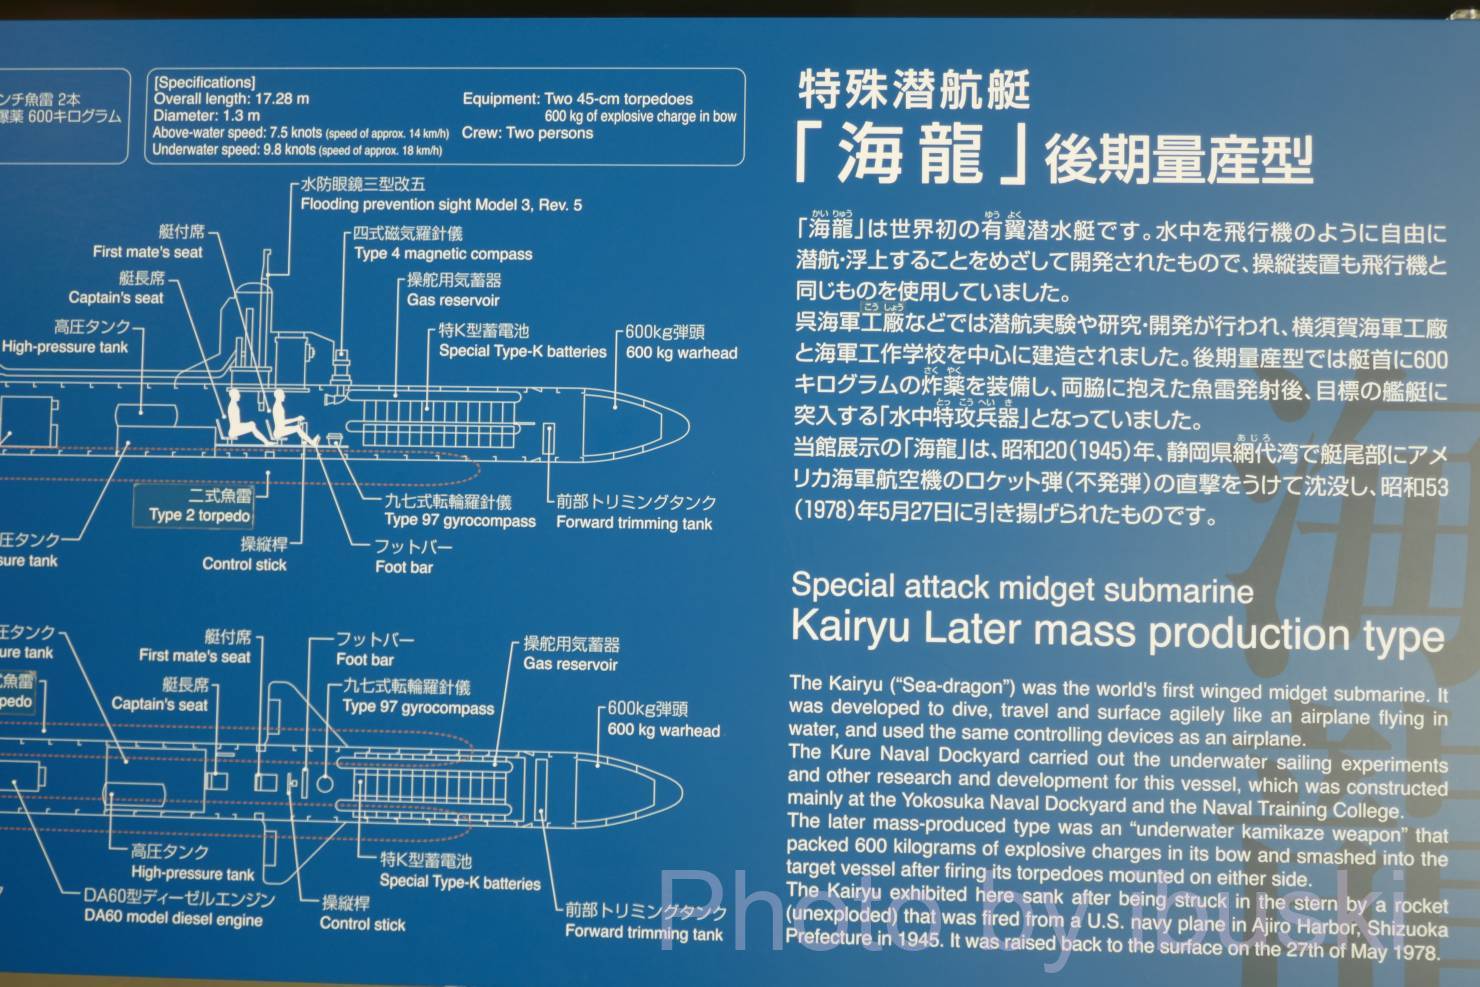 ンチ魚雷 2本
爆薬 600キログラム
[Specifications]
Overall length: 17.28 m
Diameter: 1.3 m
Above-water speed: 7.5 knots (speed of approx. 14 km/h)
Underwater speed: 9.8 knots (speed of approx. 18 km/h)
Equipment: Two 45-cm torpedoes
600 kg of explosive charge in bow
Crew: Two persons
水防眼鏡三型改五
Flooding prevention sight Model 3, Rev. 5
艇付席
First mate's seat
四式磁気羅針儀
Type 4 magnetic compass
艇長席
Captain's seat
操舵用気蓄器
Gas reservoir
高圧タンク
High-pressure tank
特K型蓄電池
Special Type-K batteries
600kg弾頭
600 kg warhead
二式魚雷
Type 2 torpedo
九七式転輪羅針儀
Type 97 gyrocompass
前部トリミングタンク
Forward trimming tank
圧タンク
sure tank
操縦桿
Control stick
フットバー
Foot bar
圧タンク
ure tank
艇付席
First mate's seat
フットバー
Foot bar
操舵用気蓄器
Gas reservoir
式魚雷
pedo
艇長席
Captain's seat
九七式転輪羅針儀
Type 97 gyrocompass
600kg弾頭
600 kg warhead
高圧タンク
High-pressure tank
特K型蓄電池
Special Type-K batteries
DA60型ディーゼルエンジン
DA60 model diesel engine
操縦桿
Control stick
前部トリミングタンク
Forward trimming tank
特殊潜航艇
「海龍」後期量産型
かいりゅう ゆう よく
「海龍」は世界初の有翼潜水艇です。水中を飛行機のように自由に
潜航・浮上することをめざして開発されたもので、操縦装置も飛行機と
同じものを使用していました。
こう しょう
呉海軍工廠などでは潜航実験や研究・開発が行われ、横須賀海軍工廠
と海軍工作学校を中心に建造されました。後期量産型では艇首に600
さく やく
キログラムの炸薬を装備し、両脇に抱えた魚雷発射後、目標の艦艇に
とっ こう へい き
突入する「水中特攻兵器」となっていました。
あ じ ろ
当館展示の「海龍」は、昭和20（1945）年、静岡県網代湾で艇尾部にアメ
リカ海軍航空機のロケット弾（不発弾）の直撃をうけて沈没し、昭和53
（1978）年5月27日に引き揚げられたものです。
Special attack midget submarine
Kairyu Later mass production type
The Kairyu (“Sea-dragon”) was the world's first winged midget submarine. It
was developed to dive, travel and surface agilely like an airplane flying in
water, and used the same controlling devices as an airplane.
The Kure Naval Dockyard carried out the underwater sailing experiments
and other research and development for this vessel, which was constructed
mainly at the Yokosuka Naval Dockyard and the Naval Training College.
The later mass-produced type was an “underwater kamikaze weapon” that
packed 600 kilograms of explosive charges in its bow and smashed into the
target vessel after firing its torpedoes mounted on either side.
The Kairyu exhibited here sank after being struck in the stern by a rocket
(unexploded) that was fired from a U.S. navy plane in Ajiro Harbor, Shizuoka
Prefecture in 1945. It was raised back to the surface on the 27th of May 1978.
海龍
Photo by ibuski